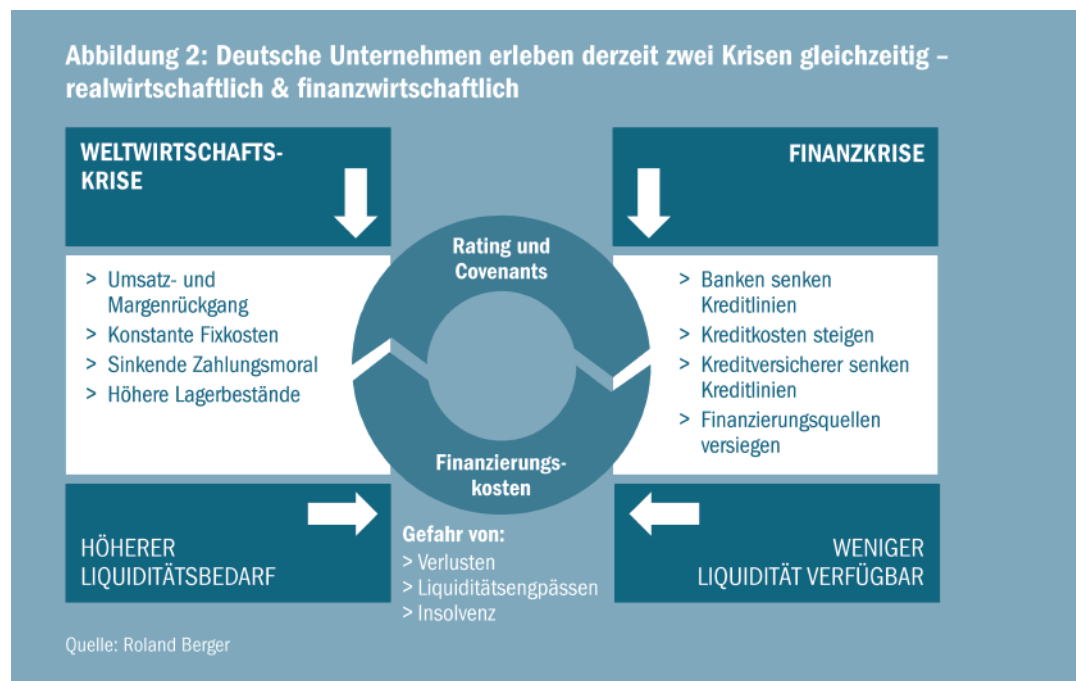 Abbildung 2: Deutsche Unternehmen erleben derzeit zwei Krisen gleichzeitig –
realwirtschaftlich & finanzwirtschaftlich
WELTWIRTSCHAFTS-
KRISE
> Umsatz- und
Margenrückgang
> Konstante Fixkosten
> Sinkende Zahlungsmoral
> Höhere Lagerbestände
HÖHERER
LIQUIDITÄTSBEDARF
Rating und
Covenants
Finanzierungs-
kosten
Gefahr von:
> Verlusten
> Liquiditätsengpässen
> Insolvenz
FINANZKRISE
> Banken senken
Kreditlinien
> Kreditkosten steigen
> Kreditversicherer senken
Kreditlinien
> Finanzierungsquellen
versiegen
WENIGER
LIQUIDITÄT VERFÜGBAR
Quelle: Roland Berger